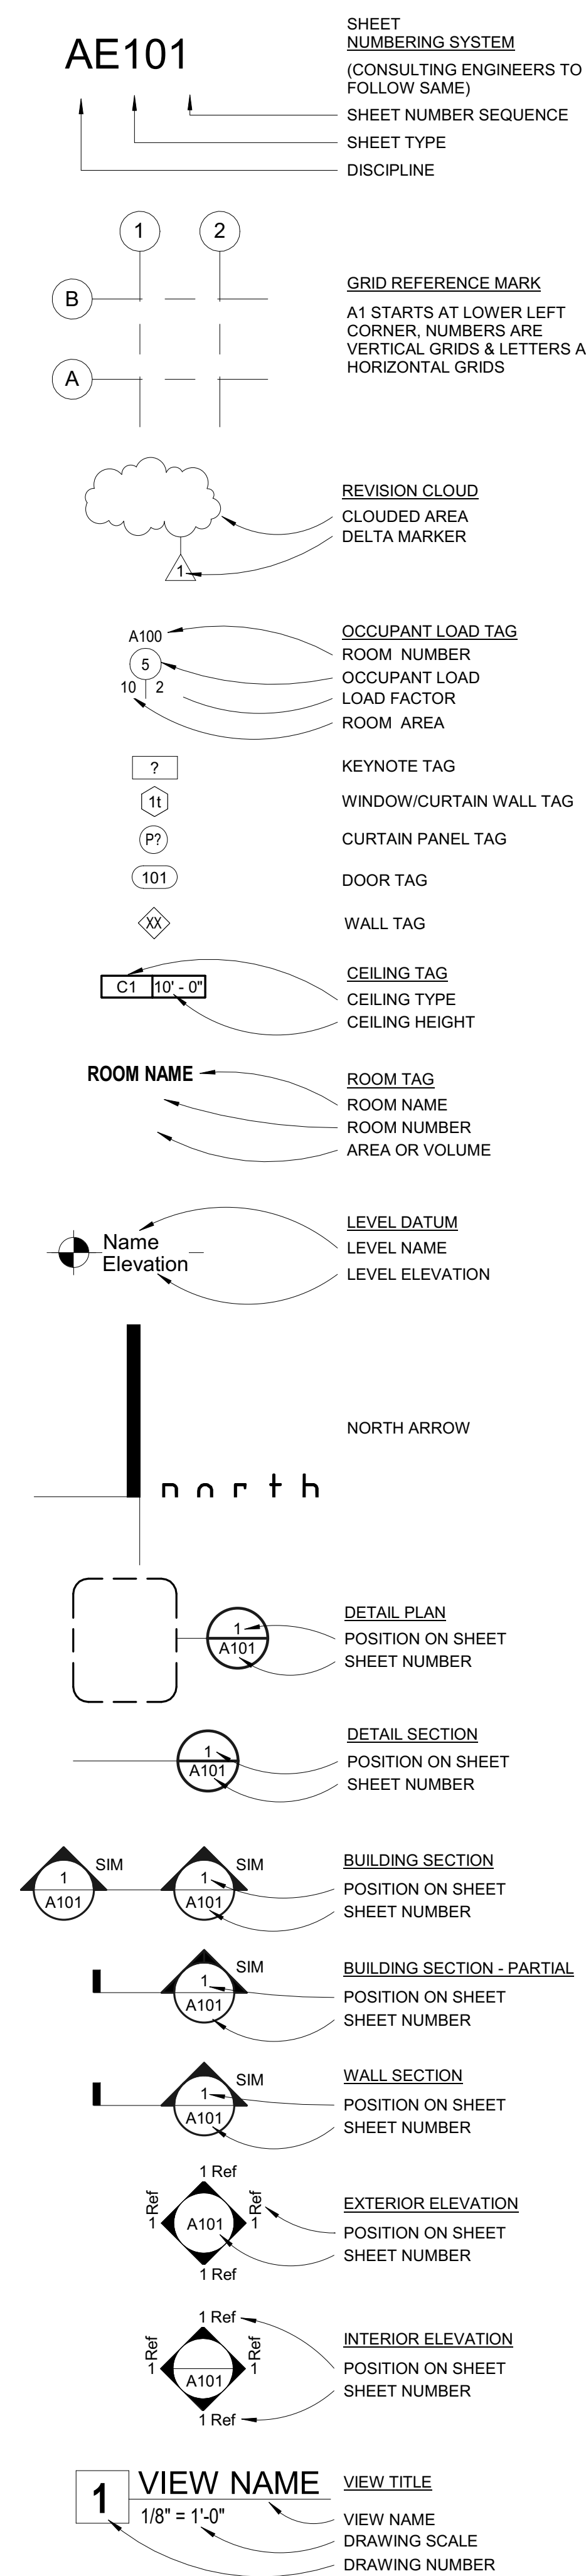 AE101
SHEET
NUMBERING SYSTEM
(CONSULTING ENGINEERS TO
FOLLOW SAME)
SHEET NUMBER SEQUENCE
SHEET TYPE
DISCIPLINE
1 2
B
A
GRID REFERENCE MARK
A1 STARTS AT LOWER LEFT
CORNER, NUMBERS ARE
VERTICAL GRIDS & LETTERS A
HORIZONTAL GRIDS
1
REVISION CLOUD
CLOUDED AREA
DELTA MARKER
A100
5
10 2
OCCUPANT LOAD TAG
ROOM NUMBER
OCCUPANT LOAD
LOAD FACTOR
ROOM AREA
? KEYNOTE TAG
1t WINDOW/CURTAIN WALL TAG
P? CURTAIN PANEL TAG
101 DOOR TAG
XX WALL TAG
C1 10' - 0"
CEILING TAG
CEILING TYPE
CEILING HEIGHT
ROOM NAME
ROOM TAG
ROOM NAME
ROOM NUMBER
AREA OR VOLUME
Name
Elevation
LEVEL DATUM
LEVEL NAME
LEVEL ELEVATION
north
NORTH ARROW
1
A101
DETAIL PLAN
POSITION ON SHEET
SHEET NUMBER
1
A101
DETAIL SECTION
POSITION ON SHEET
SHEET NUMBER
1 SIM 1 SIM
A101 A101
BUILDING SECTION
POSITION ON SHEET
SHEET NUMBER
1 SIM
A101
BUILDING SECTION - PARTIAL
POSITION ON SHEET
SHEET NUMBER
1 SIM
A101
WALL SECTION
POSITION ON SHEET
SHEET NUMBER
1 Ref
1 Ref
A101
1 Ref
1 Ref
EXTERIOR ELEVATION
POSITION ON SHEET
SHEET NUMBER
1 Ref
1 Ref
A101
1 Ref
1 Ref
INTERIOR ELEVATION
POSITION ON SHEET
SHEET NUMBER
1
VIEW NAME
1/8" = 1'-0"
VIEW TITLE
VIEW NAME
DRAWING SCALE
DRAWING NUMBER